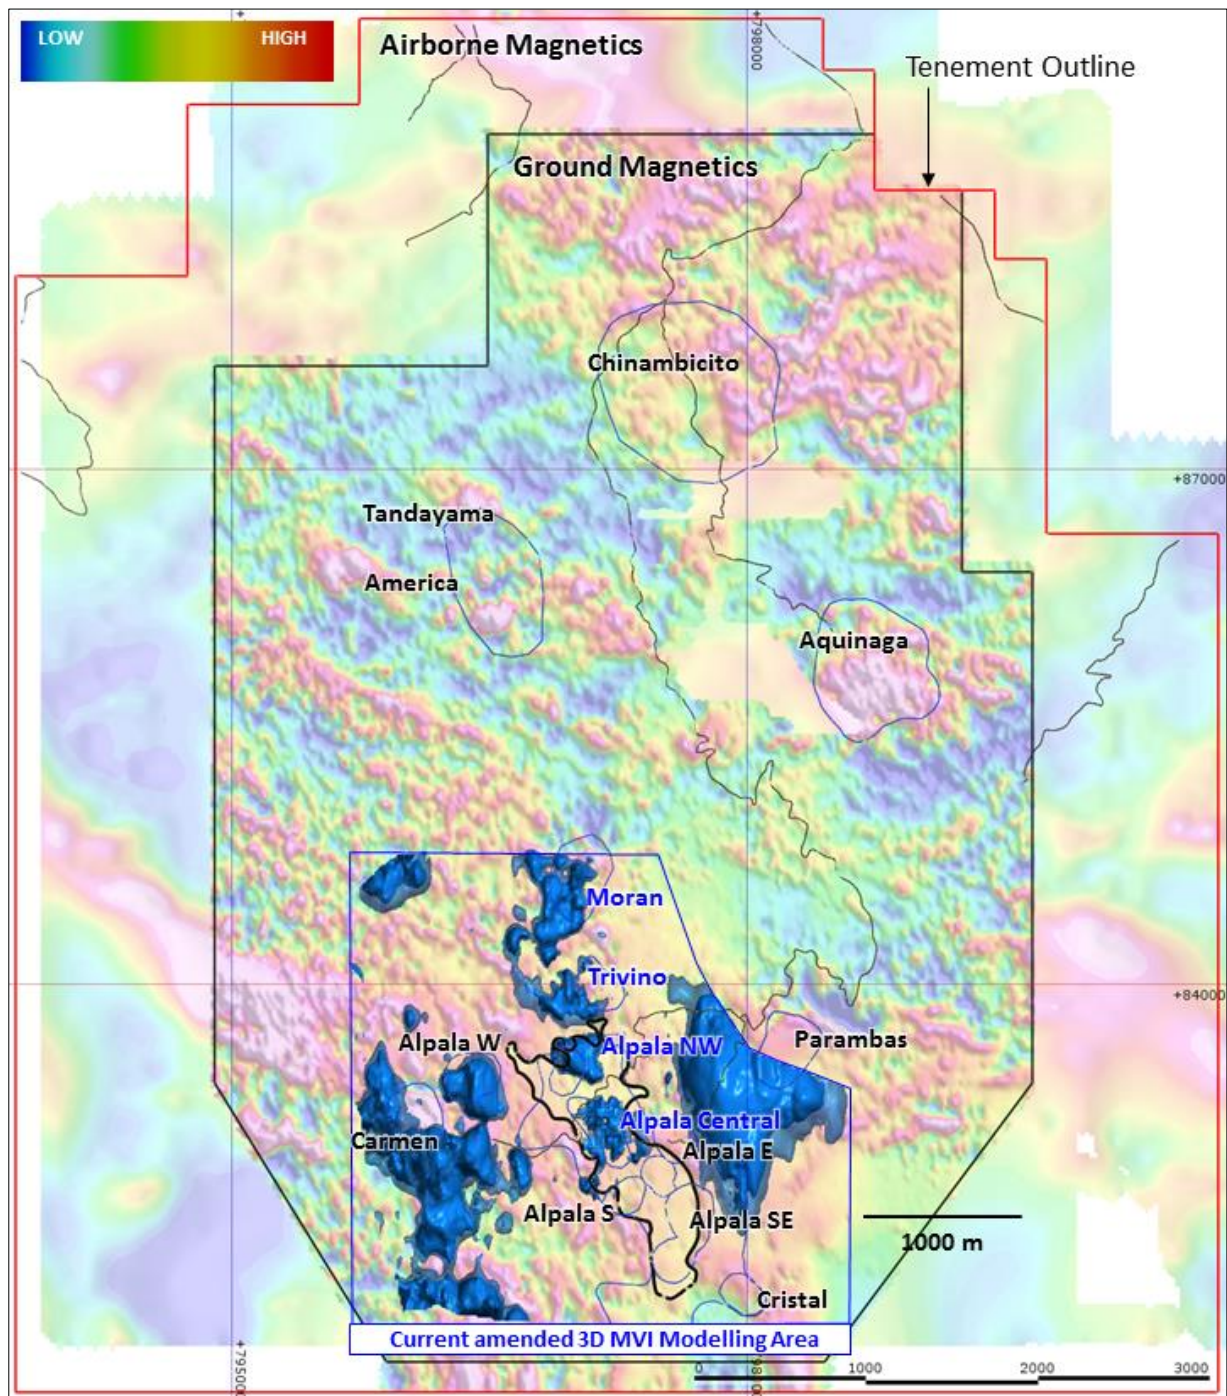 LOW
HIGH
Airborne Magnetics
+798000
Tenement Outline
Ground Magnetics
Chinambicito
+87000
Tandayama
America
Aquinaga
Moran
Trivino
+84000
Alpala W
Alpala NW
Parambas
Alpala Central
Carmen
Alpala E
Alpala S
Alpala SE
1000 m
Cristal
Current amended 3D MVI Modelling Area
+795000
0
1000
2000
3000